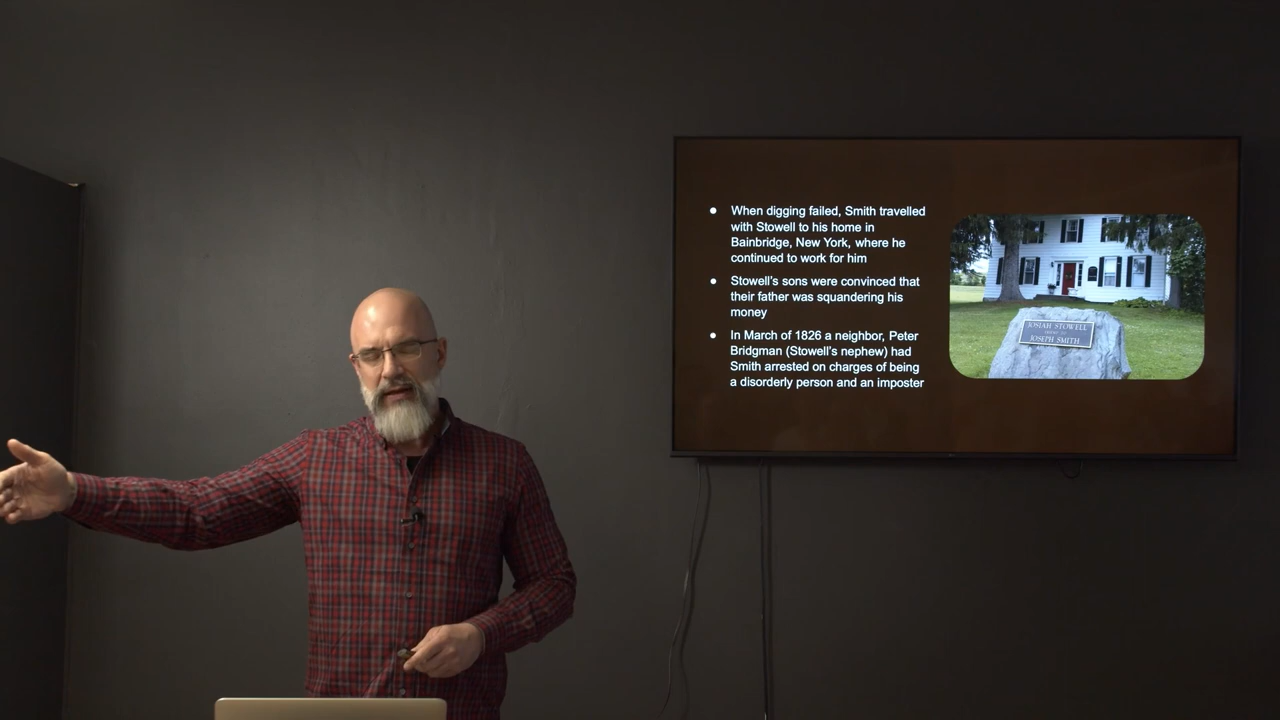 When digging failed, Smith travelled
with Stowell to his home in
Bainbridge, New York, where he
continued to work for him
Stowell's sons were convinced that
their father was squandering his
money
In March of 1826 a neighbor, Peter
Bridgman (Stowell's nephew) had
Smith arrested on charges of being
a disorderly person and an imposter
JOSIAH STOWELL
JOSEPH SMITH